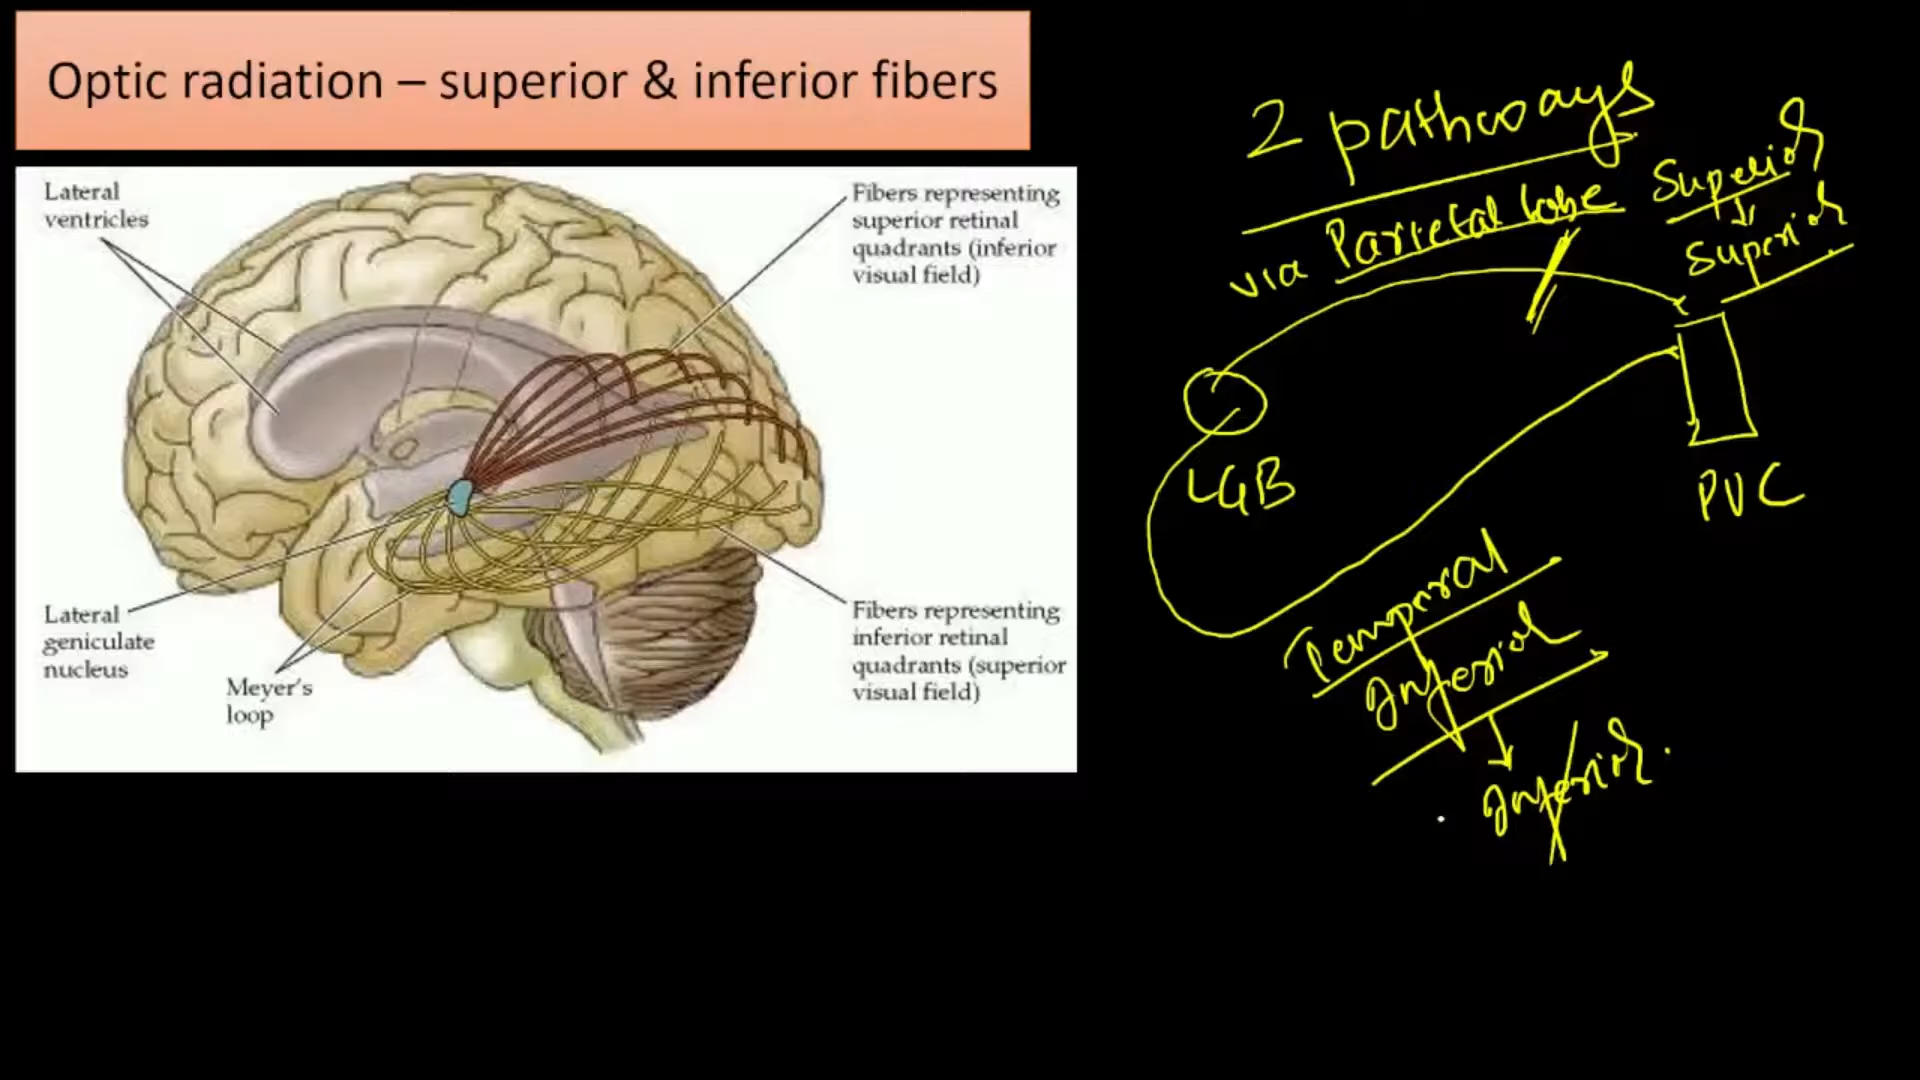 Optic radiation – superior & inferior fibers
Lateral
ventricles
Fibers representing
superior retinal
quadrants (inferior
visual field)
Lateral
geniculate
nucleus
Meyer's
loop
Fibers representing
inferior retinal
quadrants (superior
visual field)
2 pathways
via Parietal lobe
Superior
Superior
LGB
PVC
Temporal
Inferior
Inferior.